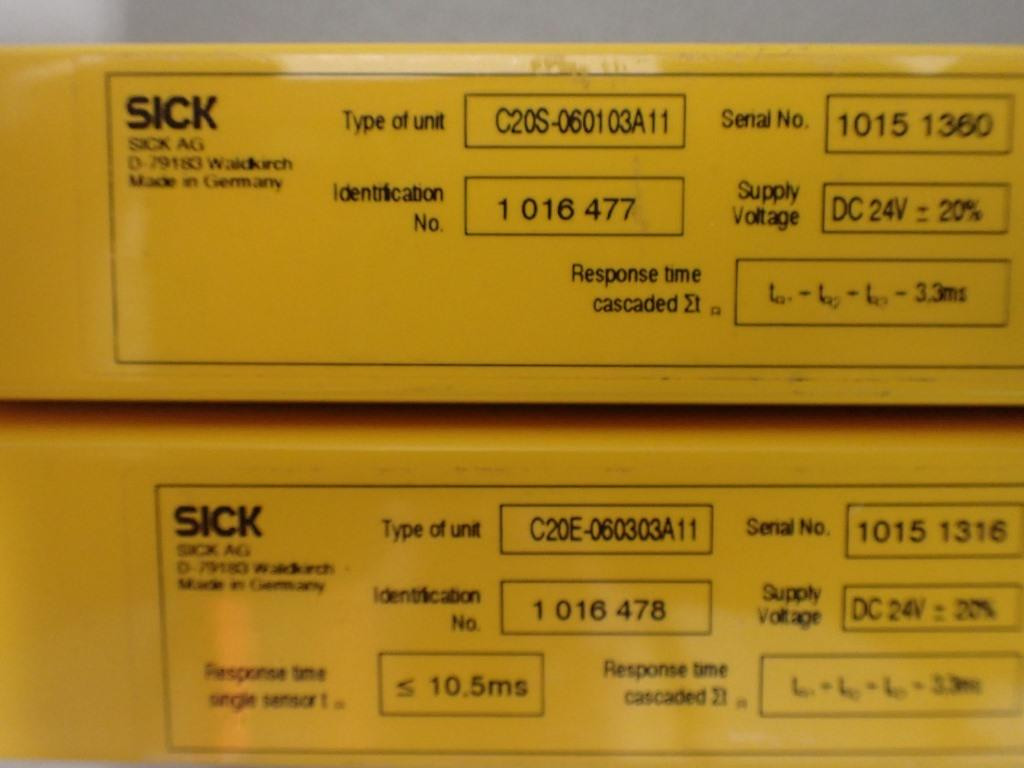 SICK
SICK AG
D-79183 Waldkirch
Made in Germany
Type of unit C20S-060103A11 Serial No. 1015 1360
Identification No. 1 016 477 Supply Voltage DC 24V ± 20%
Response time
cascaded Σt
3.3ms
SICK
SICK AG
D-79183 Waldkirch
Made in Germany
Type of unit C20E-060303A11 Serial No. 1015 1316
Identification No. 1 016 478 Supply Voltage DC 24V ± 20%
Response time
single sensor t
≤ 10.5ms
Response time
cascaded Σt
3.3ms